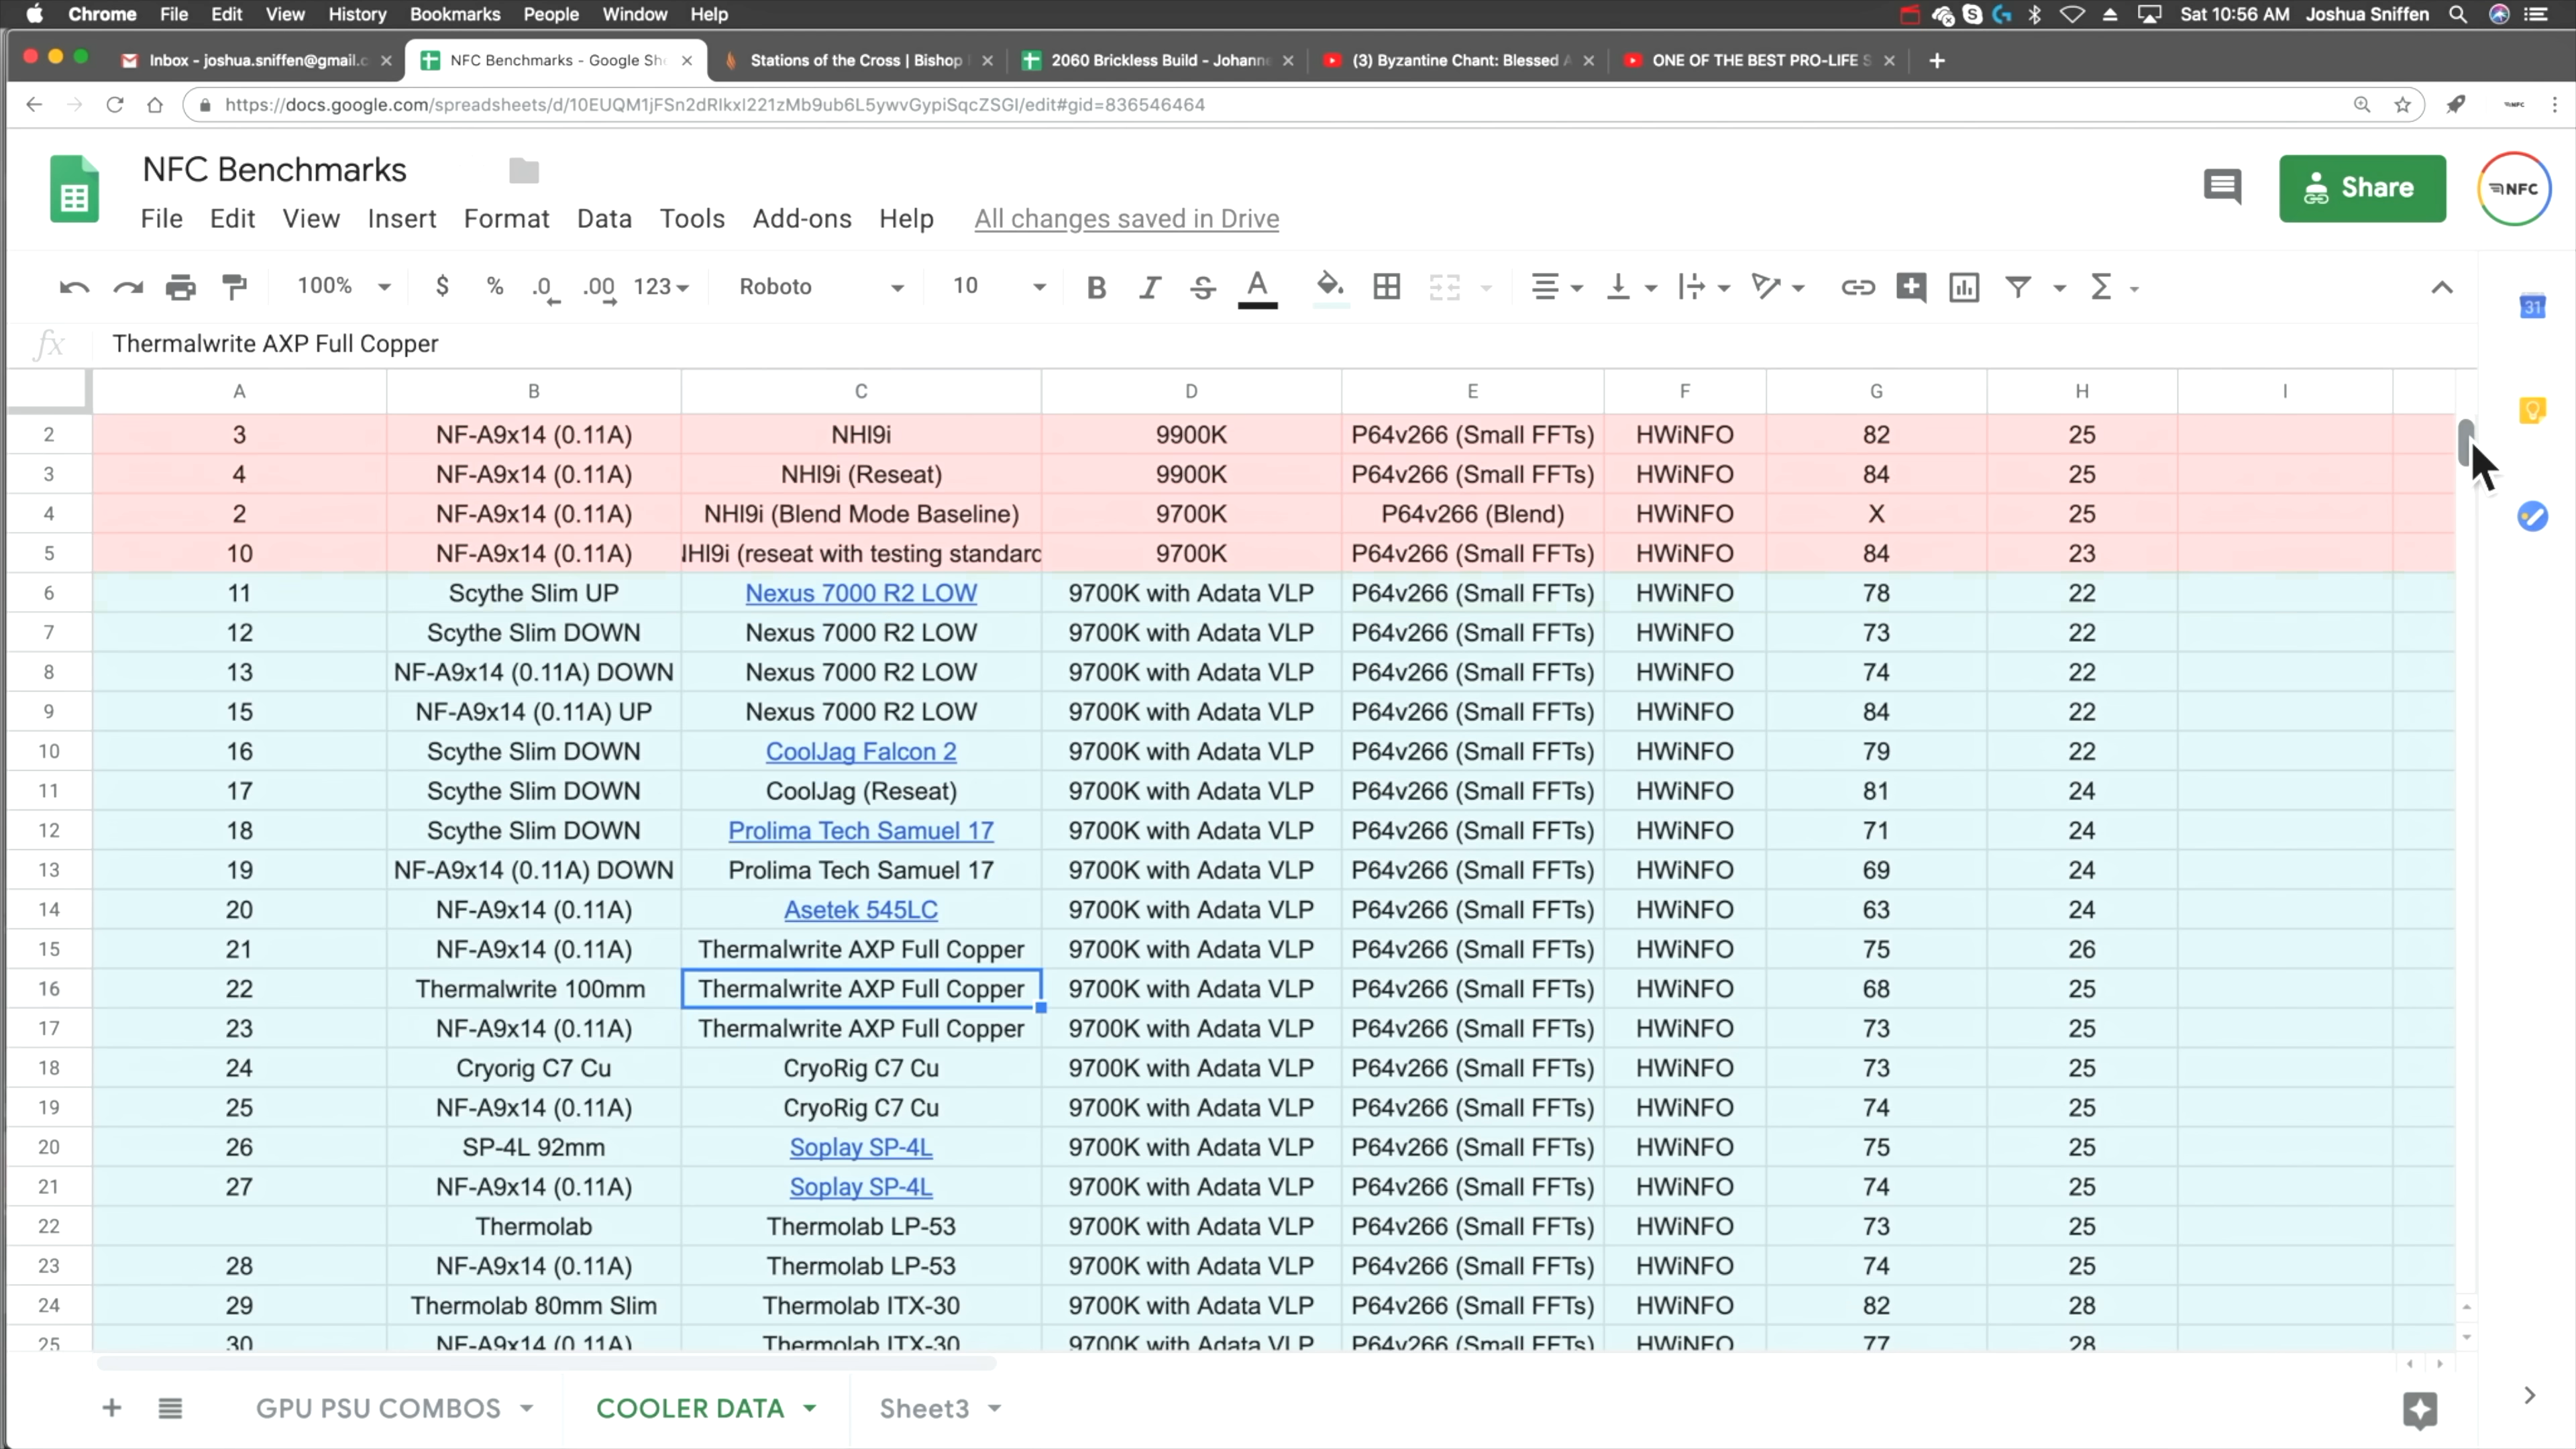 Chrome File Edit View History Bookmarks People Window Help Sat 10:56 AM Joshua Sniffen
Inbox - joshua.sniffen@gmail.c NFC Benchmarks - Google She Stations of the Cross | Bishop 2060 Brickless Build - Johanne (3) Byzantine Chant: Blessed A ONE OF THE BEST PRO-LIFE S
https://docs.google.com/spreadsheets/d/10EUQM1jFSn2dRlkxl221zMb9ub6L5ywvGypiSqcZSGI/edit#gid=836546464 NFC
NFC Benchmarks
Share NFC
File Edit View Insert Format Data Tools Add-ons Help All changes saved in Drive
100% $ % .0 .00 123 Roboto 10 B I S A Σ
31
fx Thermalwrite AXP Full Copper
A B C D E F G H I
2 3 NF-A9x14 (0.11A) NHI9i 9900K P64v266 (Small FFTs) HWiNFO 82 25
3 4 NF-A9x14 (0.11A) NHI9i (Reseat) 9900K P64v266 (Small FFTs) HWiNFO 84 25
4 2 NF-A9x14 (0.11A) NHI9i (Blend Mode Baseline) 9700K P64v266 (Blend) HWiNFO X 25
5 10 NF-A9x14 (0.11A) HI9i (reseat with testing standard 9700K P64v266 (Small FFTs) HWiNFO 84 23
6 11 Scythe Slim UP Nexus 7000 R2 LOW 9700K with Adata VLP P64v266 (Small FFTs) HWiNFO 78 22
7 12 Scythe Slim DOWN Nexus 7000 R2 LOW 9700K with Adata VLP P64v266 (Small FFTs) HWiNFO 73 22
8 13 NF-A9x14 (0.11A) DOWN Nexus 7000 R2 LOW 9700K with Adata VLP P64v266 (Small FFTs) HWiNFO 74 22
9 15 NF-A9x14 (0.11A) UP Nexus 7000 R2 LOW 9700K with Adata VLP P64v266 (Small FFTs) HWiNFO 84 22
10 16 Scythe Slim DOWN CoolJag Falcon 2 9700K with Adata VLP P64v266 (Small FFTs) HWiNFO 79 22
11 17 Scythe Slim DOWN CoolJag (Reseat) 9700K with Adata VLP P64v266 (Small FFTs) HWiNFO 81 24
12 18 Scythe Slim DOWN Prolima Tech Samuel 17 9700K with Adata VLP P64v266 (Small FFTs) HWiNFO 71 24
13 19 NF-A9x14 (0.11A) DOWN Prolima Tech Samuel 17 9700K with Adata VLP P64v266 (Small FFTs) HWiNFO 69 24
14 20 NF-A9x14 (0.11A) Asetek 545LC 9700K with Adata VLP P64v266 (Small FFTs) HWiNFO 63 24
15 21 NF-A9x14 (0.11A) Thermalwrite AXP Full Copper 9700K with Adata VLP P64v266 (Small FFTs) HWiNFO 75 26
16 22 Thermalwrite 100mm Thermalwrite AXP Full Copper 9700K with Adata VLP P64v266 (Small FFTs) HWiNFO 68 25
17 23 NF-A9x14 (0.11A) Thermalwrite AXP Full Copper 9700K with Adata VLP P64v266 (Small FFTs) HWiNFO 73 25
18 24 Cryorig C7 Cu CryoRig C7 Cu 9700K with Adata VLP P64v266 (Small FFTs) HWiNFO 73 25
19 25 NF-A9x14 (0.11A) CryoRig C7 Cu 9700K with Adata VLP P64v266 (Small FFTs) HWiNFO 74 25
20 26 SP-4L 92mm Soplay SP-4L 9700K with Adata VLP P64v266 (Small FFTs) HWiNFO 75 25
21 27 NF-A9x14 (0.11A) Soplay SP-4L 9700K with Adata VLP P64v266 (Small FFTs) HWiNFO 74 25
22 Thermolab Thermolab LP-53 9700K with Adata VLP P64v266 (Small FFTs) HWiNFO 73 25
23 28 NF-A9x14 (0.11A) Thermolab LP-53 9700K with Adata VLP P64v266 (Small FFTs) HWiNFO 74 25
24 29 Thermolab 80mm Slim Thermolab ITX-30 9700K with Adata VLP P64v266 (Small FFTs) HWiNFO 82 28
25 30 NF-A9x14 (0.11A) Thermolab ITX-30 9700K with Adata VLP P64v266 (Small FFTs) HWiNFO 77 28
GPU PSU COMBOS COOLER DATA Sheet3